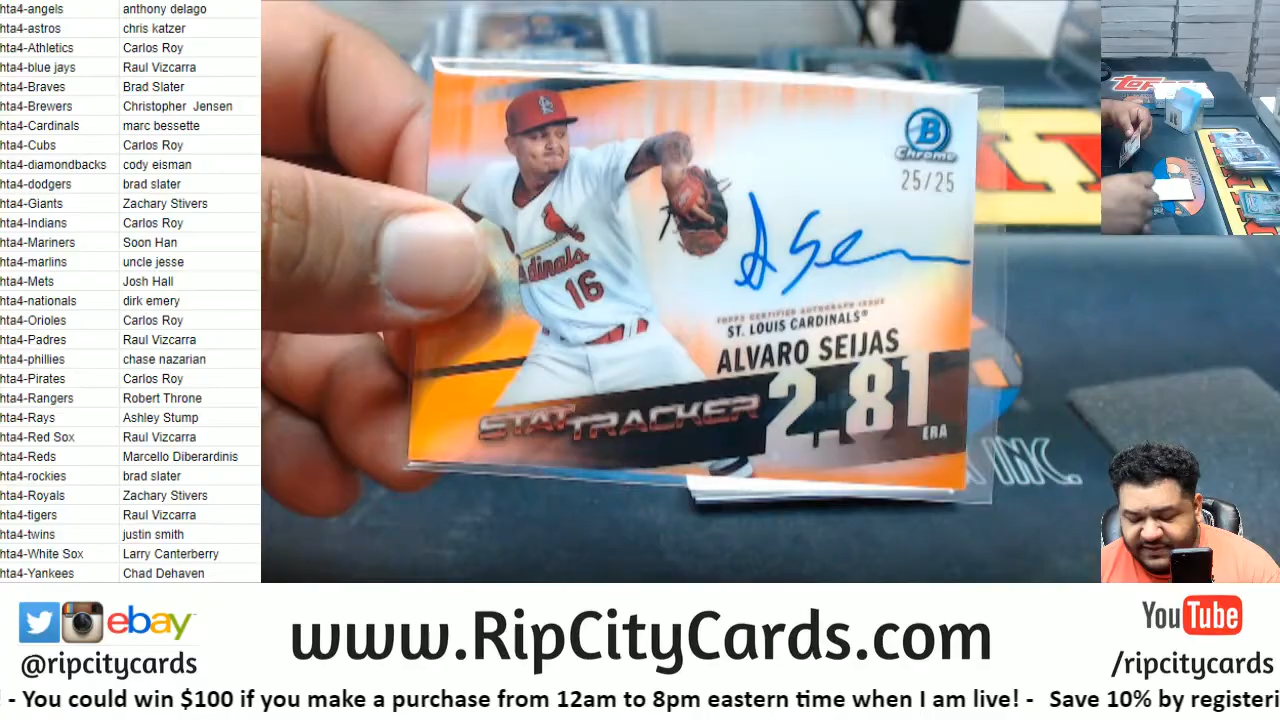 hta4-angels anthony delago
hta4-astros chris katzer
hta4-Athletics Carlos Roy
hta4-blue jays Raul Vizcarra
hta4-Braves Brad Slater
hta4-Brewers Christopher Jensen
hta4-Cardinals marc bessette
hta4-Cubs Carlos Roy
hta4-diamondbacks cody eisman
hta4-dodgers brad slater
hta4-Giants Zachary Stivers
hta4-Indians Carlos Roy
hta4-Mariners Soon Han
hta4-marlins uncle jesse
hta4-Mets Josh Hall
hta4-nationals dirk emery
hta4-Orioles Carlos Roy
hta4-Padres Raul Vizcarra
hta4-phillies chase nazarian
hta4-Pirates Carlos Roy
hta4-Rangers Robert Throne
hta4-Rays Ashley Stump
hta4-Red Sox Raul Vizcarra
hta4-Reds Marcello Diberardinis
hta4-rockies brad slater
hta4-Royals Zachary Stivers
hta4-tigers Raul Vizcarra
hta4-twins justin smith
hta4-White Sox Larry Canterberry
hta4-Yankees Chad Dehaven
B
Chrome
25/25
Cardinals
16
TOPPS CERTIFIED AUTOGRAPH ISSUE
ST. LOUIS CARDINALS®
ALVARO SEIJAS
STAT TRACKER
2.81
ERA
INC.
Topps
ebay
@ripcitycards
www.RipCityCards.com
YouTube
/ripcitycards
! - You could win $100 if you make a purchase from 12am to 8pm eastern time when I am live! - Save 10% by registeri